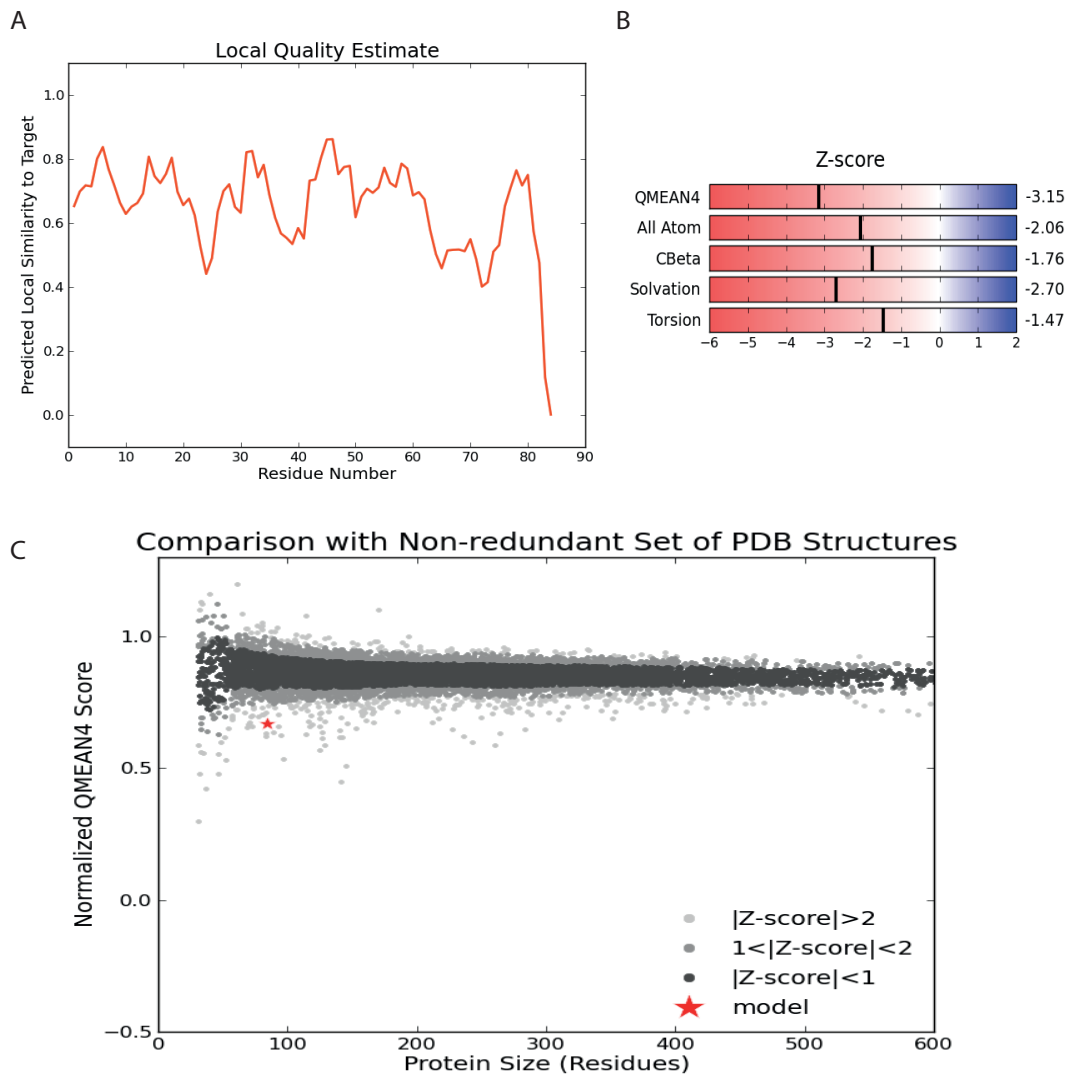 A
Local Quality Estimate
Predicted Local Similarity to Target
1.0
0.8
0.6
0.4
0.2
0.0
0 10 20 30 40 50 60 70 80 90
Residue Number
B
Z-score
QMEAN4 -3.15
All Atom -2.06
CBeta -1.76
Solvation -2.70
Torsion -1.47
−6 −5 −4 −3 −2 −1 0 1 2
C
Comparison with Non-redundant Set of PDB Structures
Normalized QMEAN4 Score
1.0
0.5
0.0
−0.5
|Z-score|>2
1<|Z-score|<2
|Z-score|<1
model
0 100 200 300 400 500 600
Protein Size (Residues)